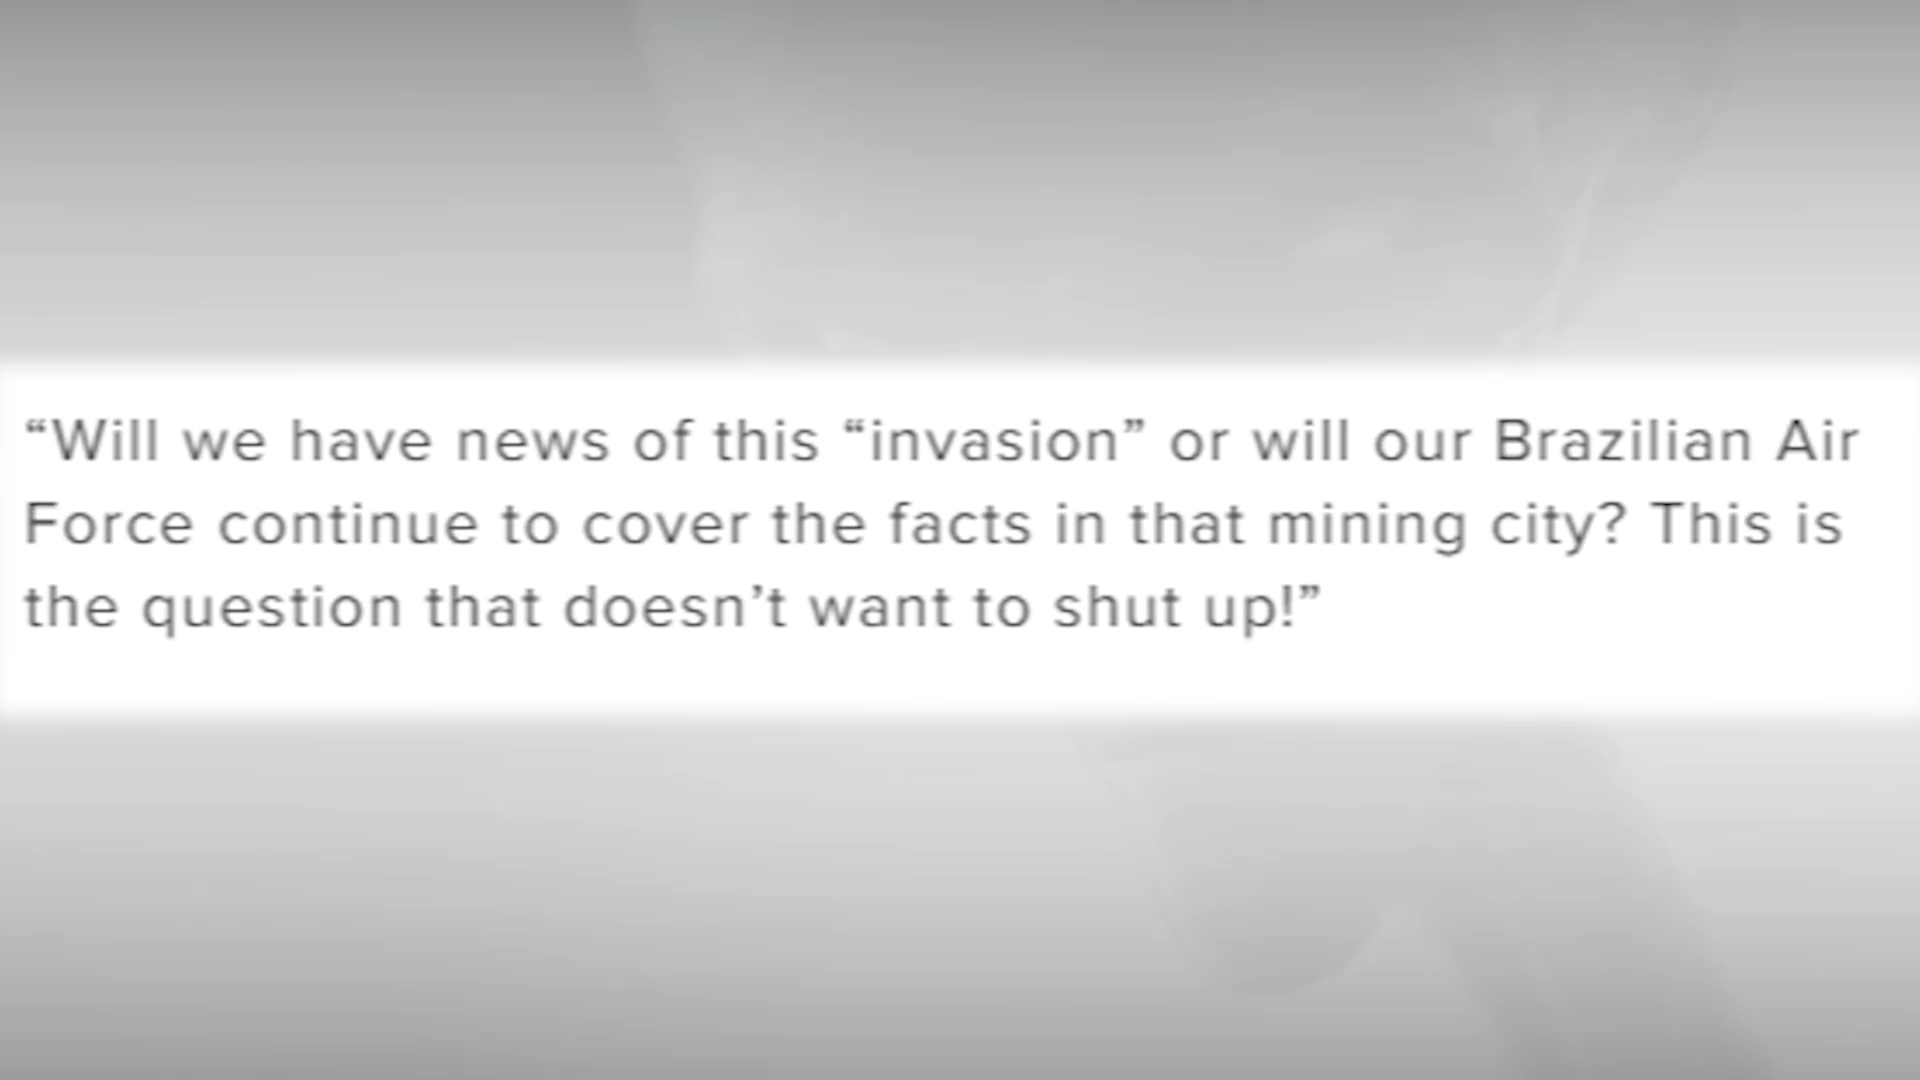 “Will we have news of this “invasion” or will our Brazilian Air
Force continue to cover the facts in that mining city? This is
the question that doesn’t want to shut up!”